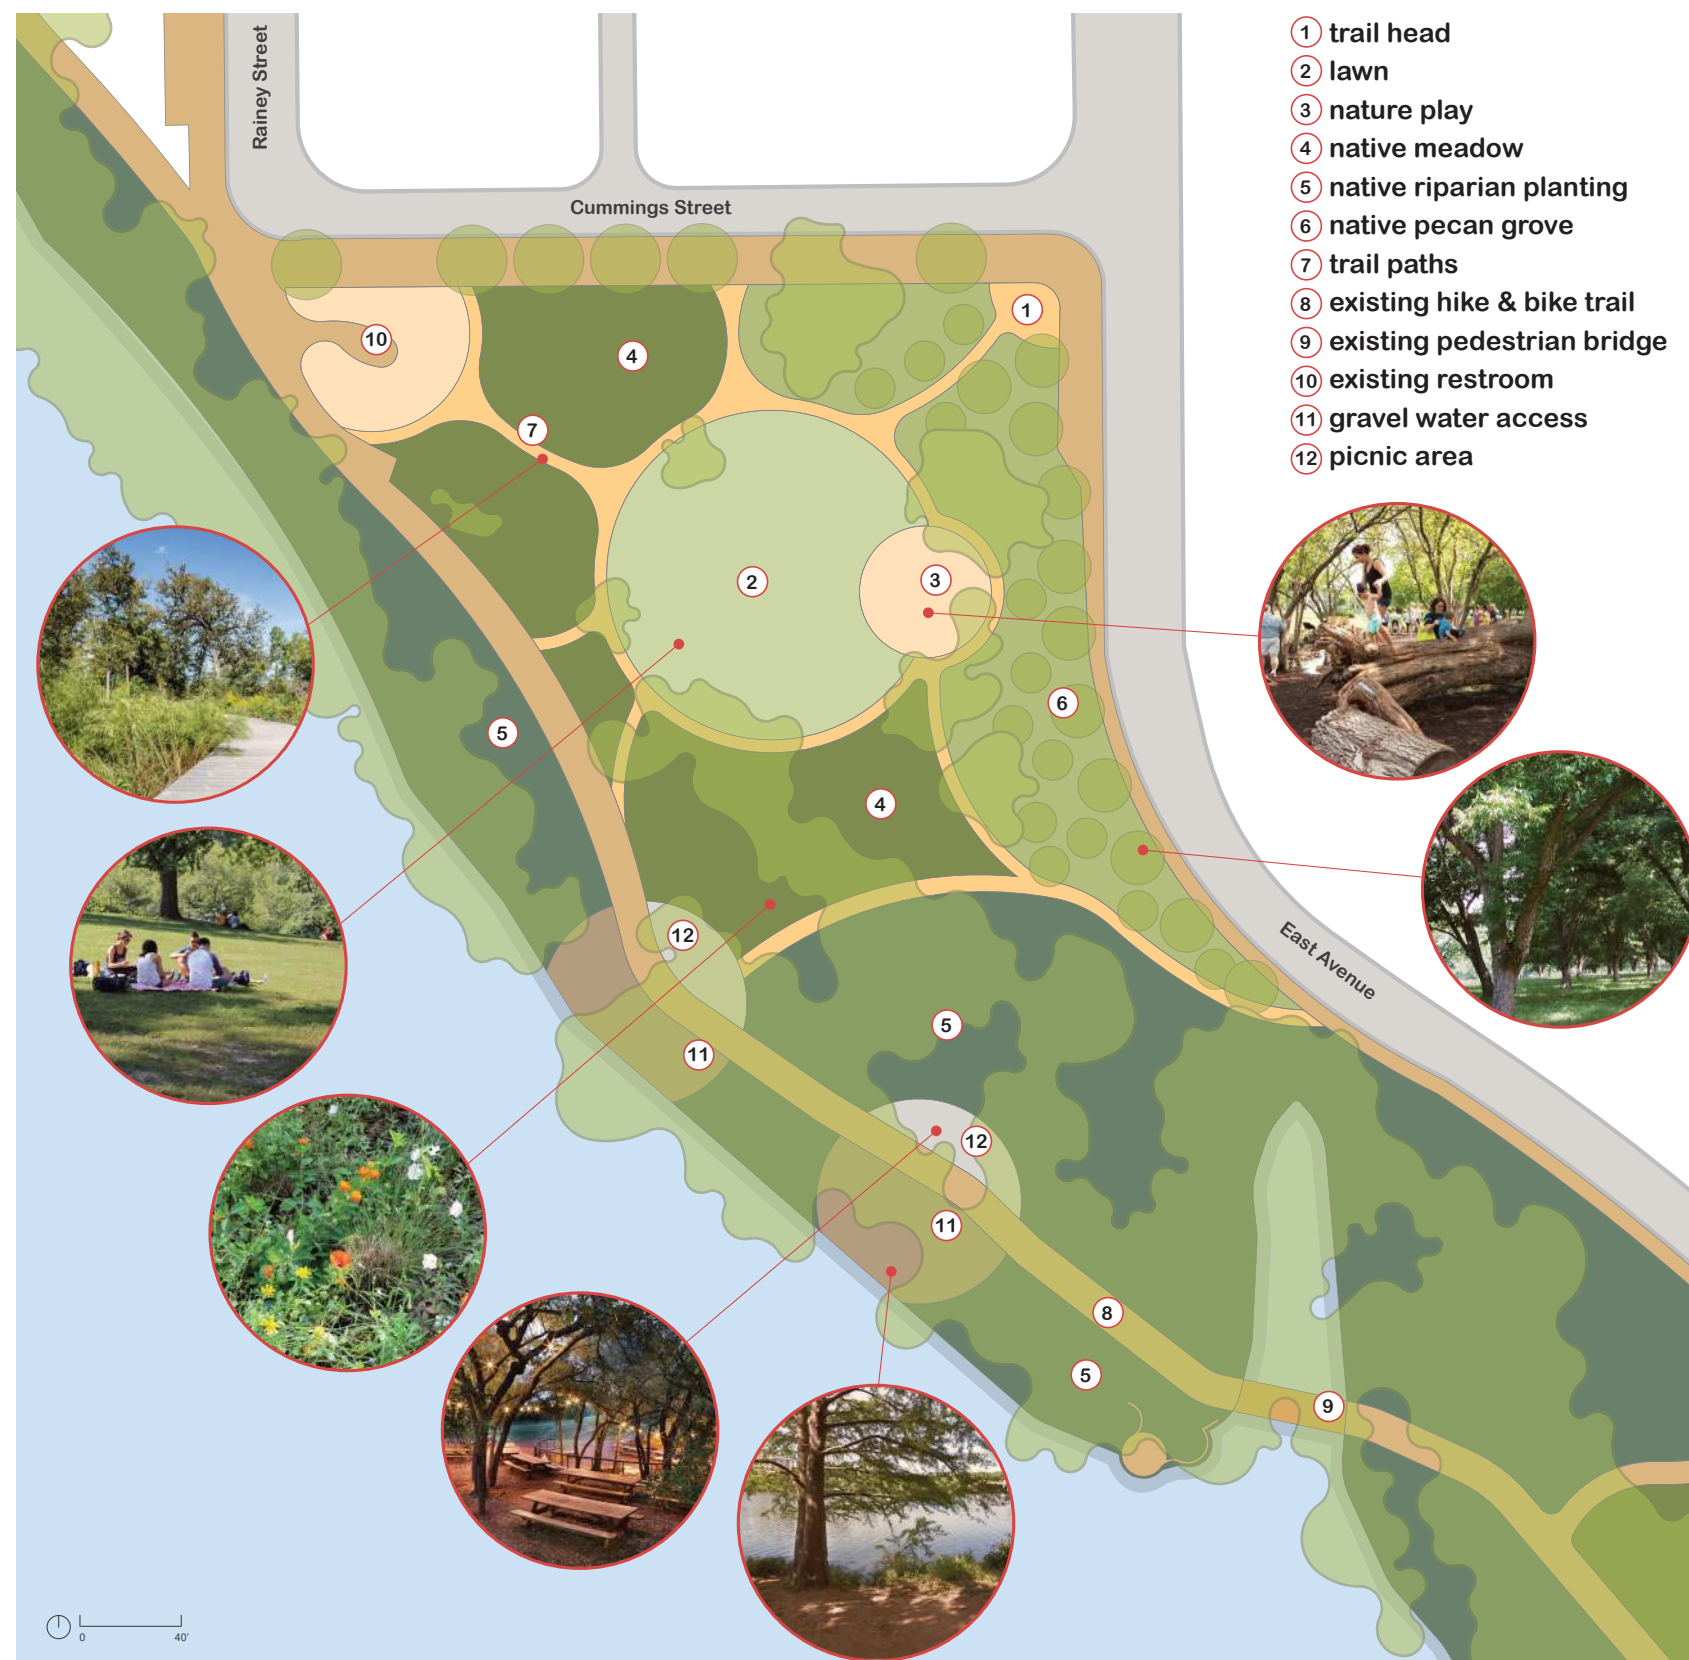 Rainey Street
Cummings Street
East Avenue
1 trail head
2 lawn
3 nature play
4 native meadow
5 native riparian planting
6 native pecan grove
7 trail paths
8 existing hike & bike trail
9 existing pedestrian bridge
10 existing restroom
11 gravel water access
12 picnic area
1
10
4
7
2
3
6
5
4
12
5
11
12
11
8
5
9
0 40'